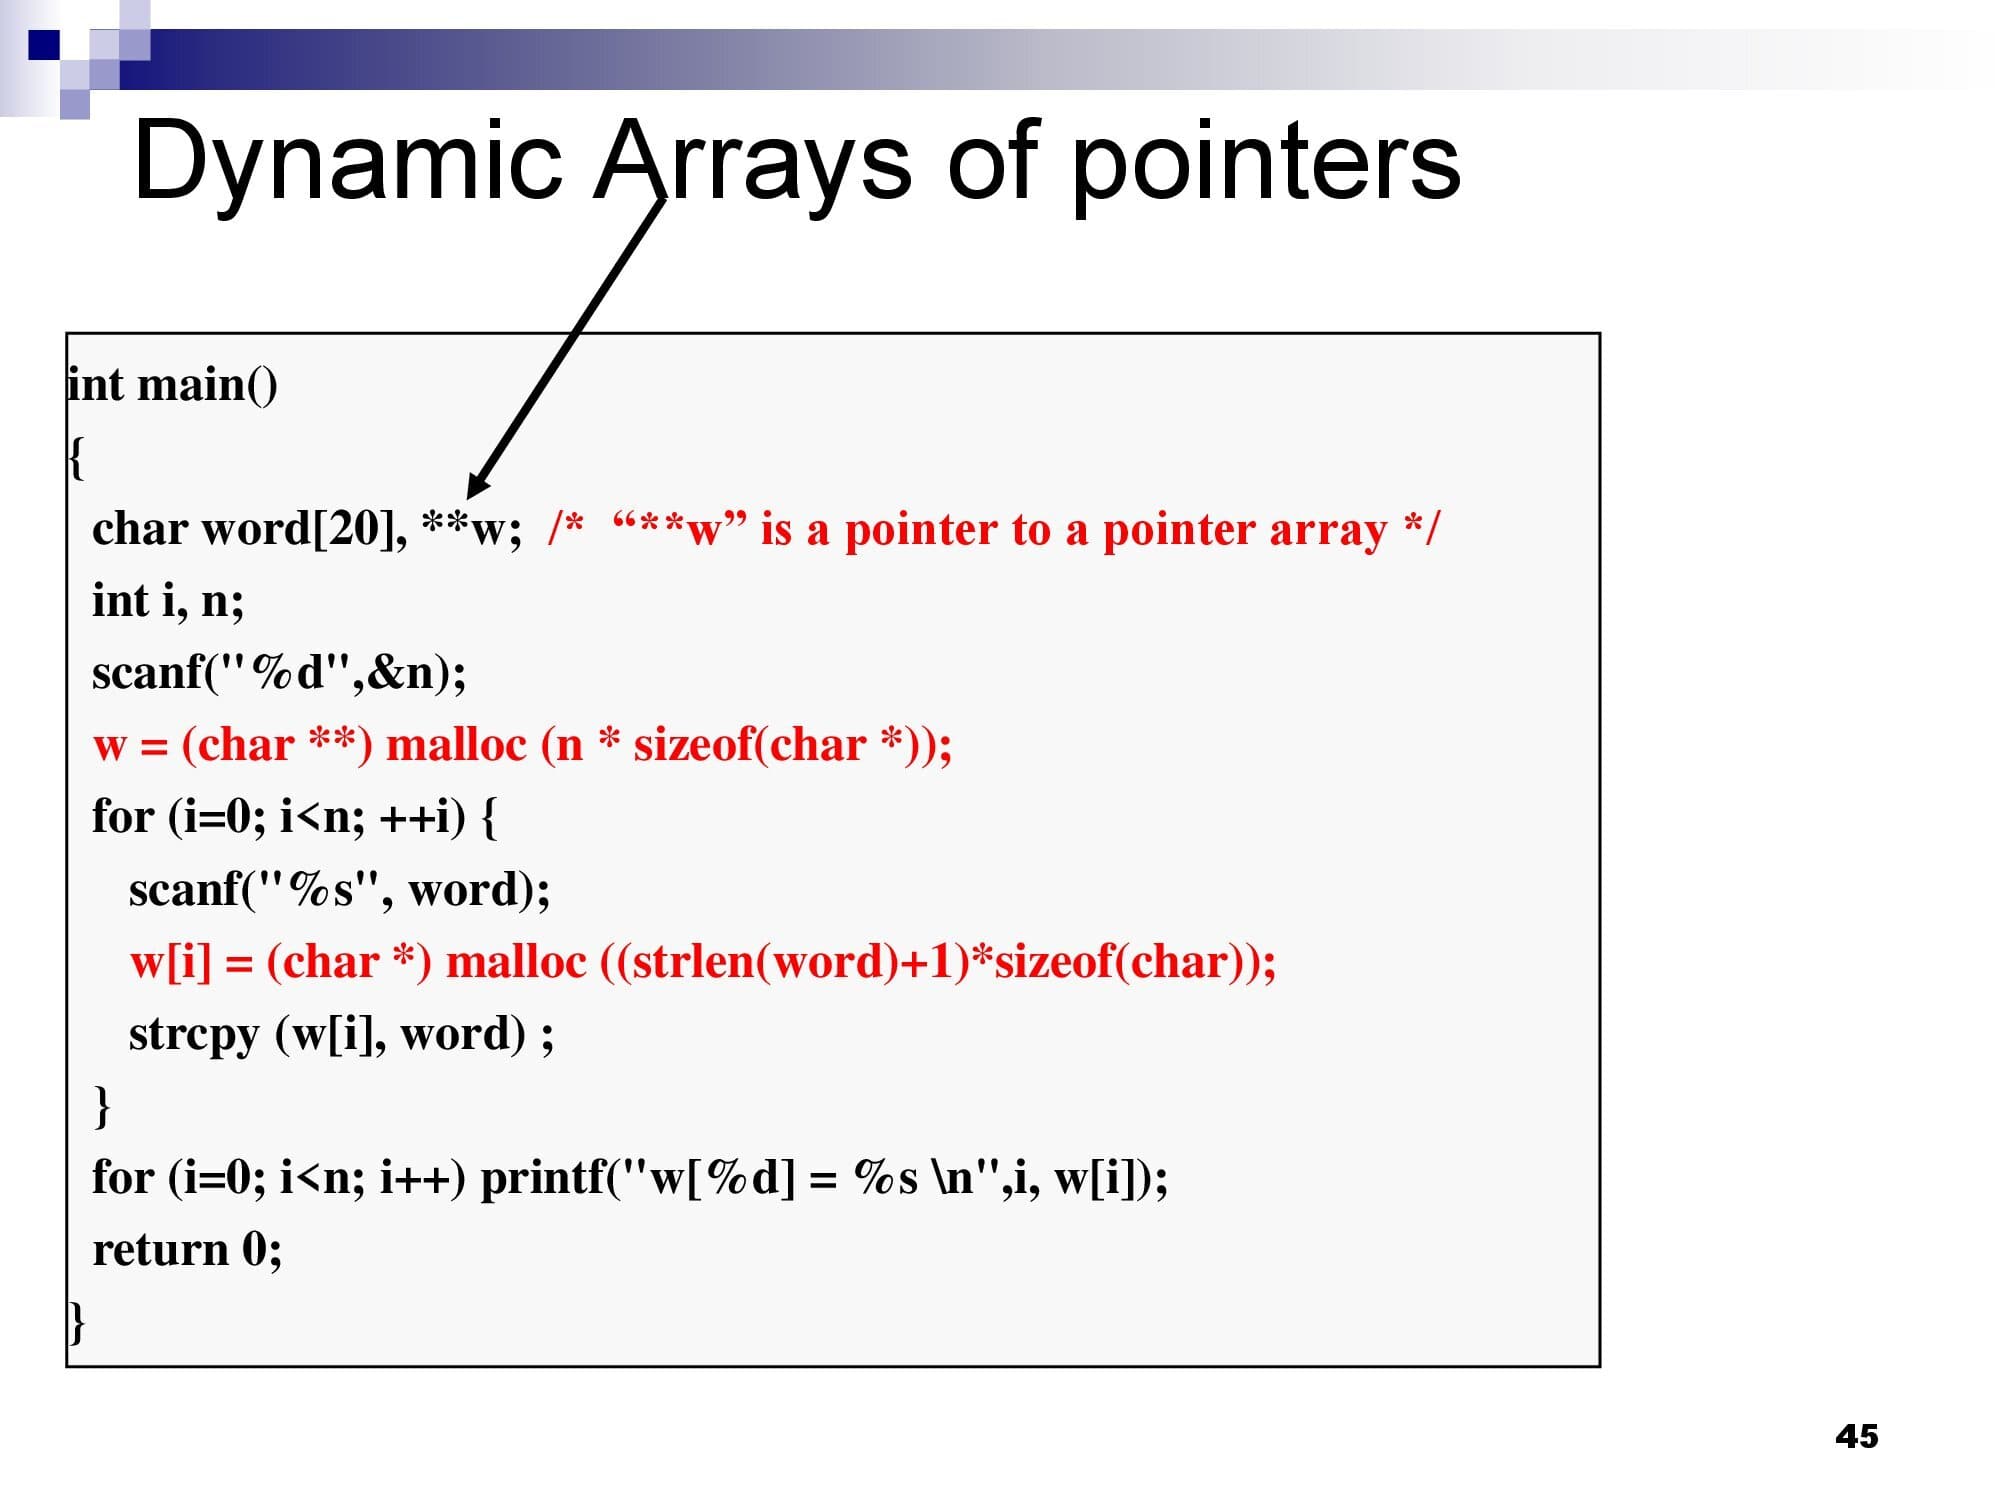 Dynamic Arrays of pointers
int main()
{
char word[20], **w; /* “**w” is a pointer to a pointer array */
int i, n;
scanf("%d",&n);
w = (char **) malloc (n * sizeof(char *));
for (i=0; i<n; ++i) {
scanf("%s", word);
w[i] = (char *) malloc ((strlen(word)+1)*sizeof(char));
strcpy (w[i], word) ;
}
for (i=0; i<n; i++) printf("w[%d] = %s \n",i, w[i]);
return 0;
}
45